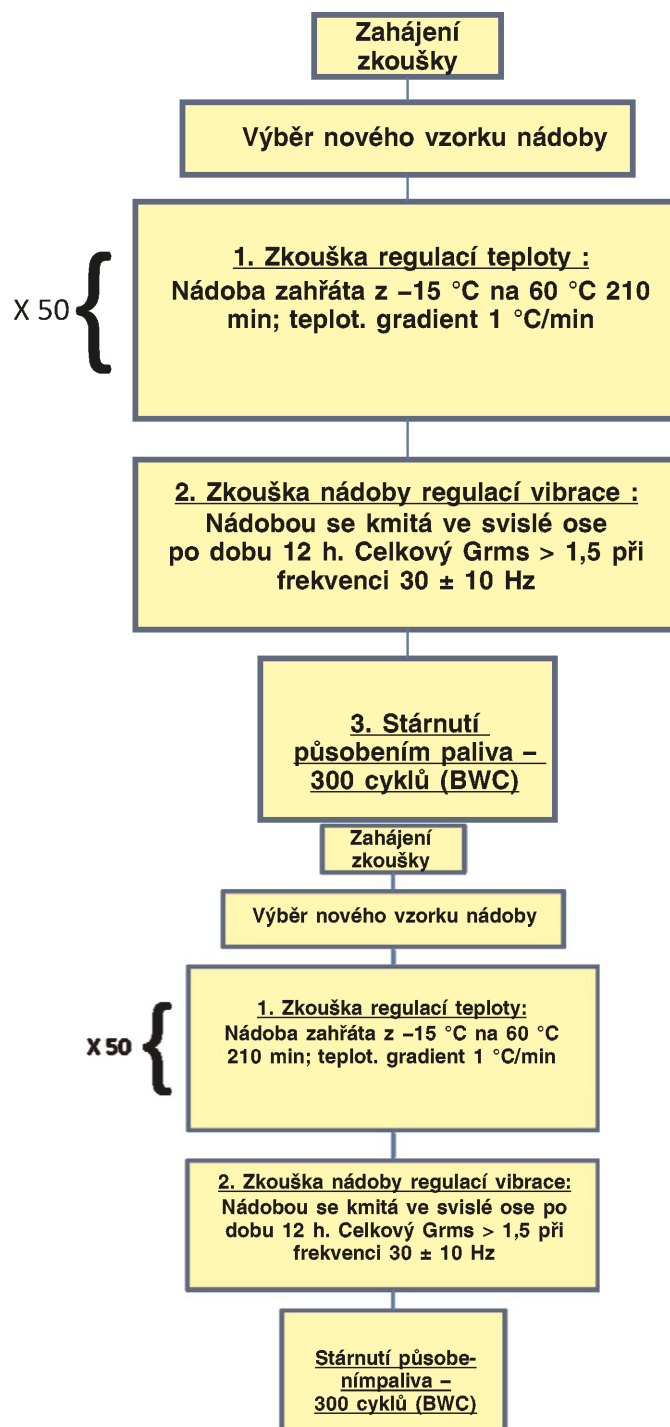 Zahájení
zkoušky
Výběr nového vzorku nádoby
X 50
1. Zkouška regulací teploty :
Nádoba zahřáta z −15 °C na 60 °C 210
min; teplot. gradient 1 °C/min
2. Zkouška nádoby regulací vibrace :
Nádobou se kmitá ve svislé ose
po dobu 12 h. Celkový Grms > 1,5 při
frekvenci 30 ± 10 Hz
3. Stárnutí
působením paliva –
300 cyklů (BWC)
Zahájení
zkoušky
Výběr nového vzorku nádoby
X 50
1. Zkouška regulací teploty:
Nádoba zahřáta z −15 °C na 60 °C
210 min; teplot. gradient 1 °C/min
2. Zkouška nádoby regulací vibrace:
Nádobou se kmitá ve svislé ose po
dobu 12 h. Celkový Grms > 1,5 při
frekvenci 30 ± 10 Hz
Stárnutí působe-
nímpaliva –
300 cyklů (BWC)